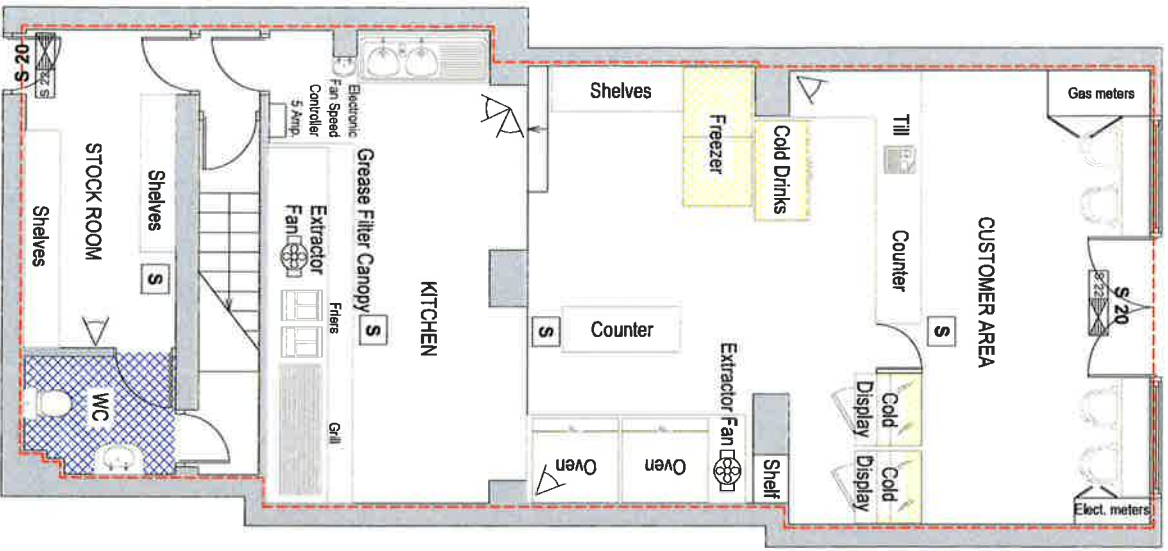 S 20
S 22
STOCK ROOM
Shelves
Shelves
S
WC
Electronic
Fan Speed
Controller
5 Amp.
Grease Filter Canopy
Extractor
Fan
Friers
Grill
S
KITCHEN
Shelves
Freezer
Cold Drinks
S
Counter
Extractor Fan
Oven
Oven
Shelf
Till
Counter
Cold
Display
Cold
Display
CUSTOMER AREA
S
Gas meters
S 20
S 22
Elect. meters